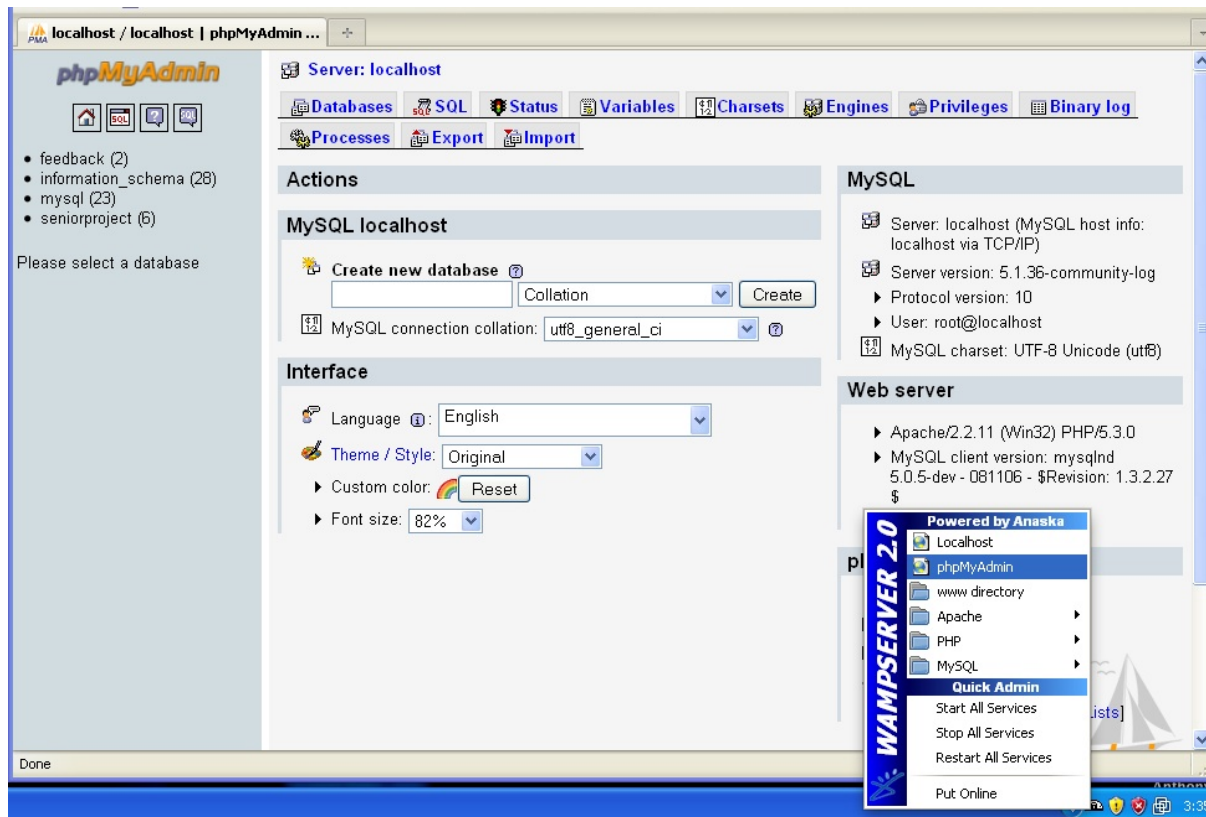 localhost / localhost | phpMyAdmin ...
phpMyAdmin
SQL
feedback (2)
information_schema (28)
mysql (23)
seniorproject (6)
Please select a database
Server: localhost
Databases SQL Status Variables Charsets Engines Privileges Binary log
Processes Export Import
Actions
MySQL localhost
Create new database
Collation Create
MySQL connection collation: utf8_general_ci
Interface
Language : English
Theme / Style: Original
Custom color: Reset
Font size: 82%
MySQL
Server: localhost (MySQL host info:
localhost via TCP/IP)
Server version: 5.1.36-community-log
Protocol version: 10
User: root@localhost
MySQL charset: UTF-8 Unicode (utf8)
Web server
Apache/2.2.11 (Win32) PHP/5.3.0
MySQL client version: mysqlnd
5.0.5-dev - 081106 - $Revision: 1.3.2.27
$
WAMPSERVER 2.0
Powered by Anaska
Localhost
phpMyAdmin
www directory
Apache
PHP
MySQL
Quick Admin
Start All Services
Stop All Services
Restart All Services
Put Online
Done